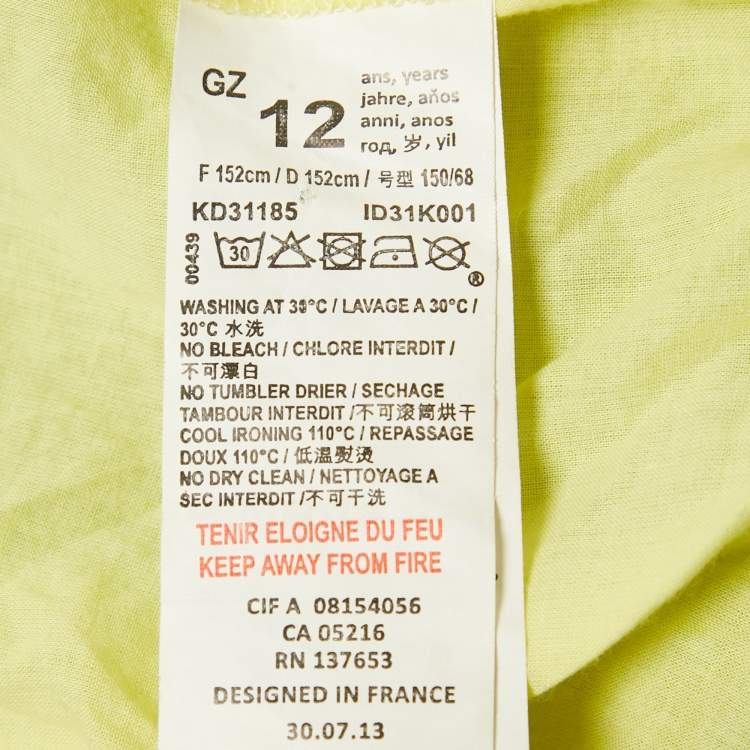 GZ 12 ans, years
jahre, años
anni, anos
год, 岁, yil
F 152cm / D 152cm / 号型 150/68
KD31185 ID31K001
00439
30
®
WASHING AT 30°C / LAVAGE A 30°C /
30°C 水洗
NO BLEACH / CHLORE INTERDIT /
不可漂白
NO TUMBLER DRIER / SECHAGE
TAMBOUR INTERDIT /不可滚筒烘干
COOL IRONING 110°C / REPASSAGE
DOUX 110°C / 低温熨烫
NO DRY CLEAN / NETTOYAGE A
SEC INTERDIT /不可干洗
TENIR ELOIGNE DU FEU
KEEP AWAY FROM FIRE
CIF A 08154056
CA 05216
RN 137653
DESIGNED IN FRANCE
30.07.13